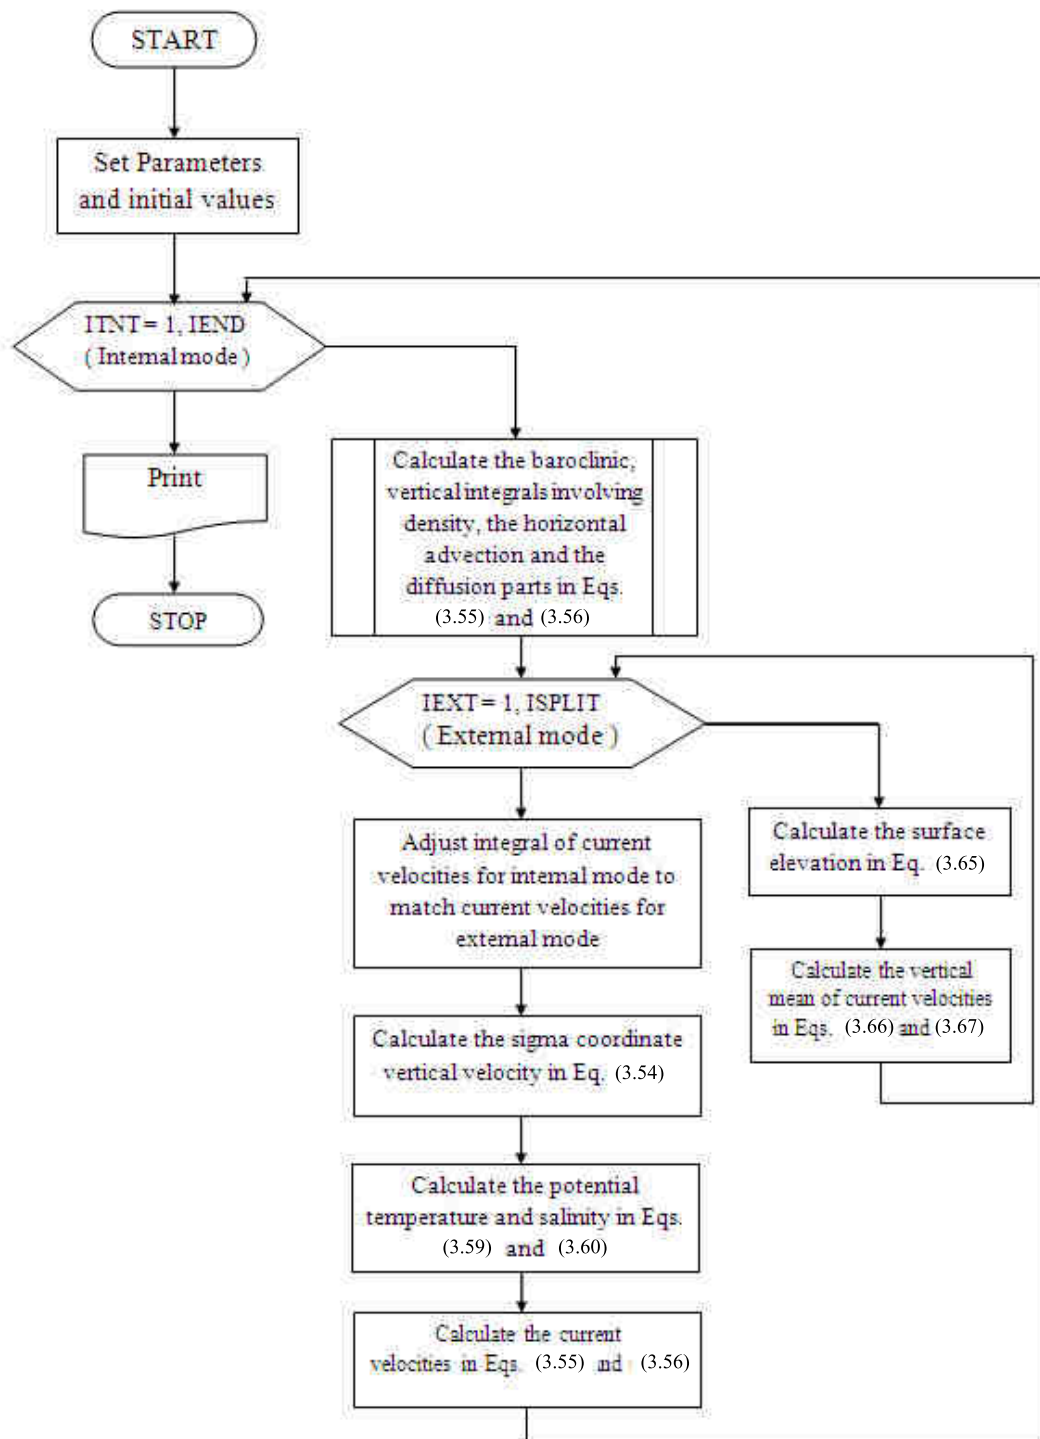 START
Set Parameters
and initial values
ITNT = 1, IEND
( Internal mode )
Print
STOP
Calculate the baroclinic,
vertical integrals involving
density, the horizontal
advection and the
diffusion parts in Eqs.
(3.55) and (3.56)
IEXT = 1, ISPLIT
( External mode )
Calculate the surface
elevation in Eq. (3.65)
Calculate the vertical
mean of current velocities
in Eqs. (3.66) and (3.67)
Adjust integral of current
velocities for internal mode to
match current velocities for
external mode
Calculate the sigma coordinate
vertical velocity in Eq. (3.54)
Calculate the potential
temperature and salinity in Eqs.
(3.59) and (3.60)
Calculate the current
velocities in Eqs. (3.55) nd (3.56)